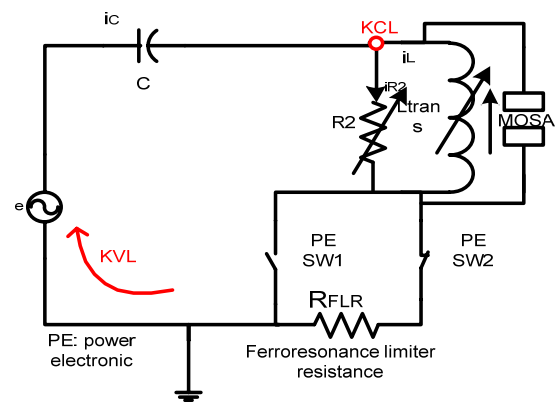 iC
KCL
iL
C
iR2
Ltran
s
R2
MOSA
e
KVL
PE
SW1
PE
SW2
RFLR
PE: power
electronic
Ferroresonance limiter
resistance